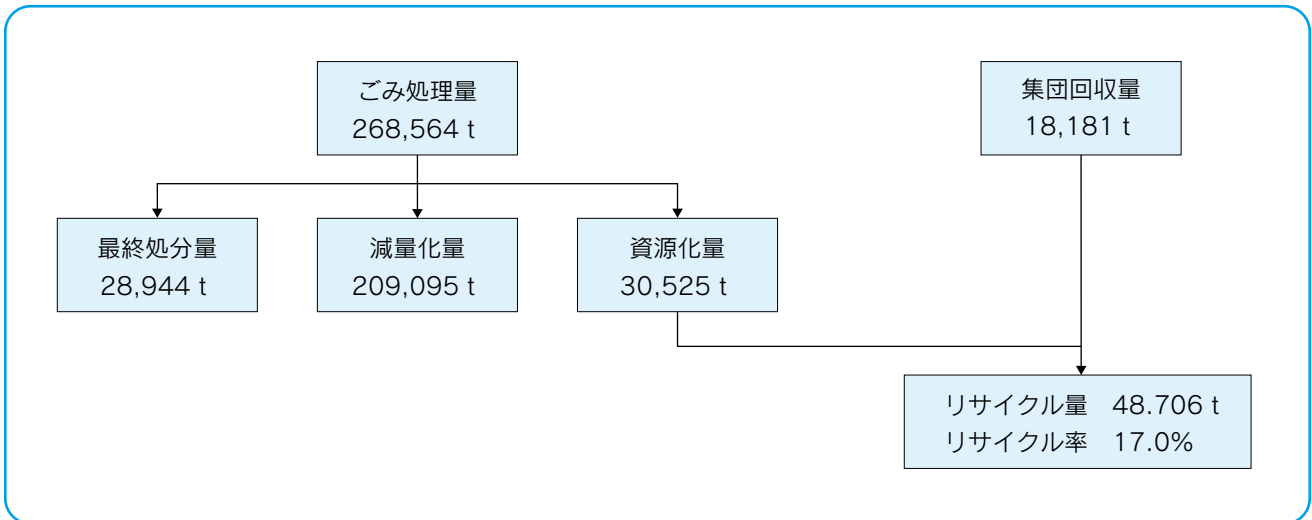 ごみ処理量
268,564 t
集団回収量
18,181 t
最終処分量
28,944 t
減量化量
209,095 t
資源化量
30,525 t
リサイクル量　48.706 t
リサイクル率　17.0%